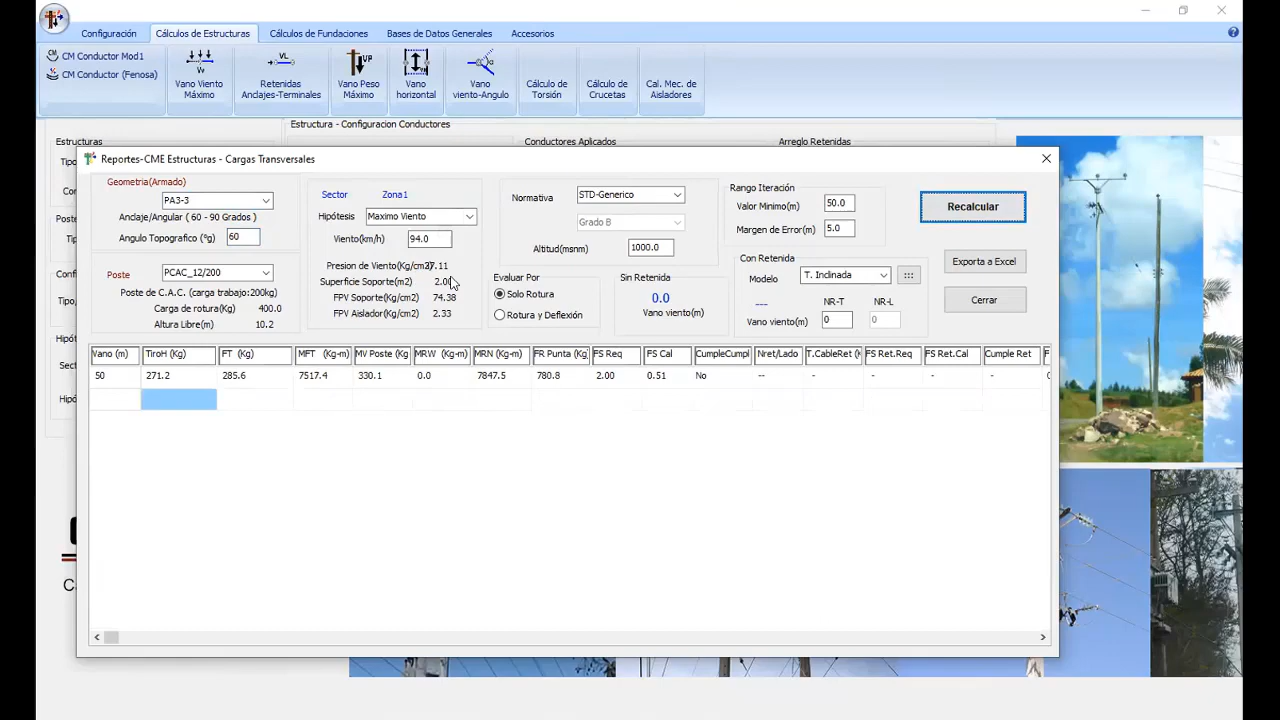 Configuración Cálculos de Estructuras Cálculos de Fundaciones Bases de Datos Generales Accesorios
CM Conductor Mod1
CM Conductor (Fenosa)
Vano Viento Máximo
Retenidas Anclajes-Terminales
Vano Peso Máximo
Vano horizontal
Vano viento-Angulo
Cálculo de Torsión
Cálculo de Crucetas
Cal. Mec. de Aisladores
Estructura - Configuracion Conductores
Estructuras Conductores Aplicados Arreglo Retenidas
Reportes-CME Estructuras - Cargas Transversales
Geometria(Armado)
PA3-3
Anclaje/Angular ( 60 - 90 Grados )
Angulo Topografico (ºg) 60
Poste PCAC_12/200
Poste de C.A.C. (carga trabajo:200kg)
Carga de rotura(Kg) 400.0
Altura Libre(m) 10.2
Sector Zona1
Hipótesis Maximo Viento
Viento(km/h) 94.0
Presion de Viento(Kg/cm2) 
Superficie Soporte(m2) 2.00
FPV Soporte(Kg/cm2) 74.38
FPV Aislador(Kg/cm2) 2.33
Normativa STD-Generico
Grado B
Altitud(msnm) 1000.0
Evaluar Por
Solo Rotura
Rotura y Deflexión
Sin Retenida
0.0
Vano viento(m)
Rango Iteración
Valor Minimo(m) 50.0
Margen de Error(m) 5.0
Con Retenida
Modelo T. Inclinada
--- NR-T NR-L
Vano viento(m) 0 0
Recalcular
Exporta a Excel
Cerrar
Vano (m) TiroH (Kg) FT (Kg) MFT (Kg-m) MV Poste (Kg MRW (Kg-m) MRN (Kg-m) FR Punta (Kg) FS Req FS Cal CumpleCumpl Nret/Lado T.CableRet FS Ret.Req FS Ret.Cal Cumple Ret F
50 271.2 285.6 7517.4 330.1 0.0 7847.5 780.8 2.00 0.51 No -- - - - -